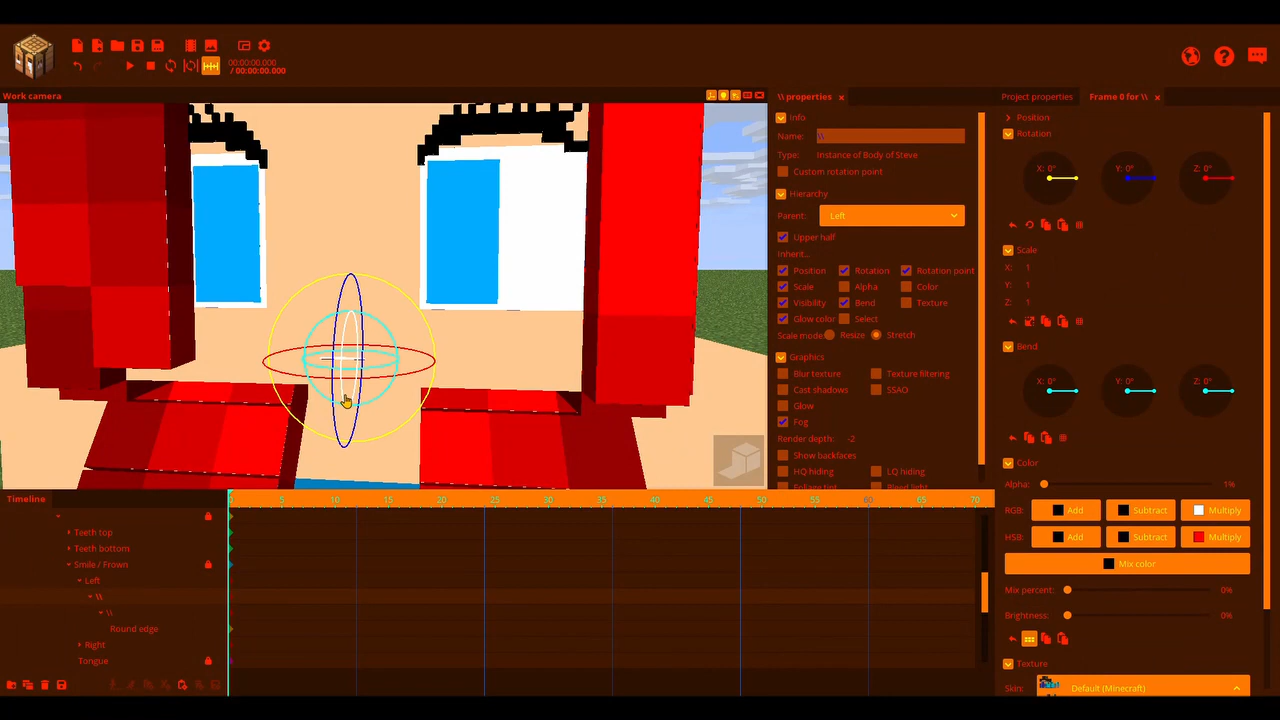 00:00:00.000
/ 00:00:00.000
Work camera
\\ properties
Info
Name: \\
Type: Instance of Body of Steve
Custom rotation point
Hierarchy
Parent: Left
Upper half
Inherit...
Position Rotation Rotation point
Scale Alpha Color
Visibility Bend Texture
Glow color Select
Scale mode: Resize Stretch
Graphics
Blur texture Texture filtering
Cast shadows SSAO
Glow
Fog
Render depth: -2
Show backfaces
HQ hiding LQ hiding
Foliage tint Bleed light
Project properties Frame 0 for \\
Position
Rotation
X: 0° Y: 0° Z: 0°
Scale
X: 1
Y: 1
Z: 1
Bend
X: 0° Y: 0° Z: 0°
Color
Alpha: 1%
RGB: Add Subtract Multiply
HSB: Add Subtract Multiply
Mix color
Mix percent: 0%
Brightness: 0%
Texture
Skin: Default (Minecraft)
Timeline
0 5 10 15 20 25 30 35 40 45 50 55 60 65 70
Teeth top
Teeth bottom
Smile / Frown
Left
\\
\\
Round edge
Right
Tongue